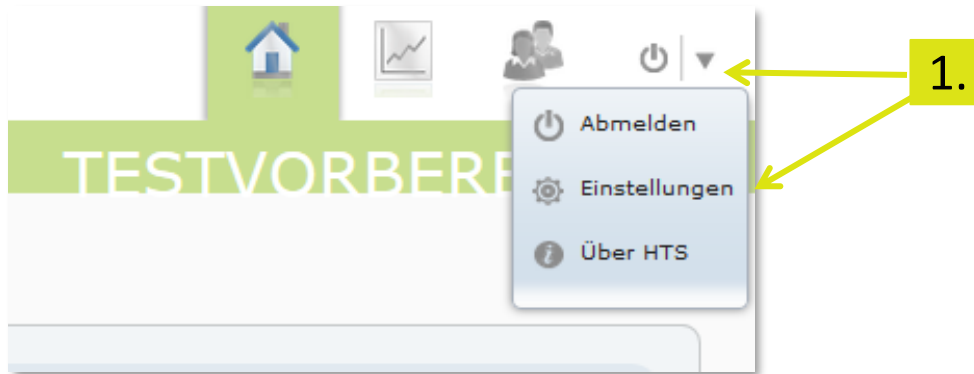 1.
Abmelden
TESTVORBERE
Einstellungen
Über HTS